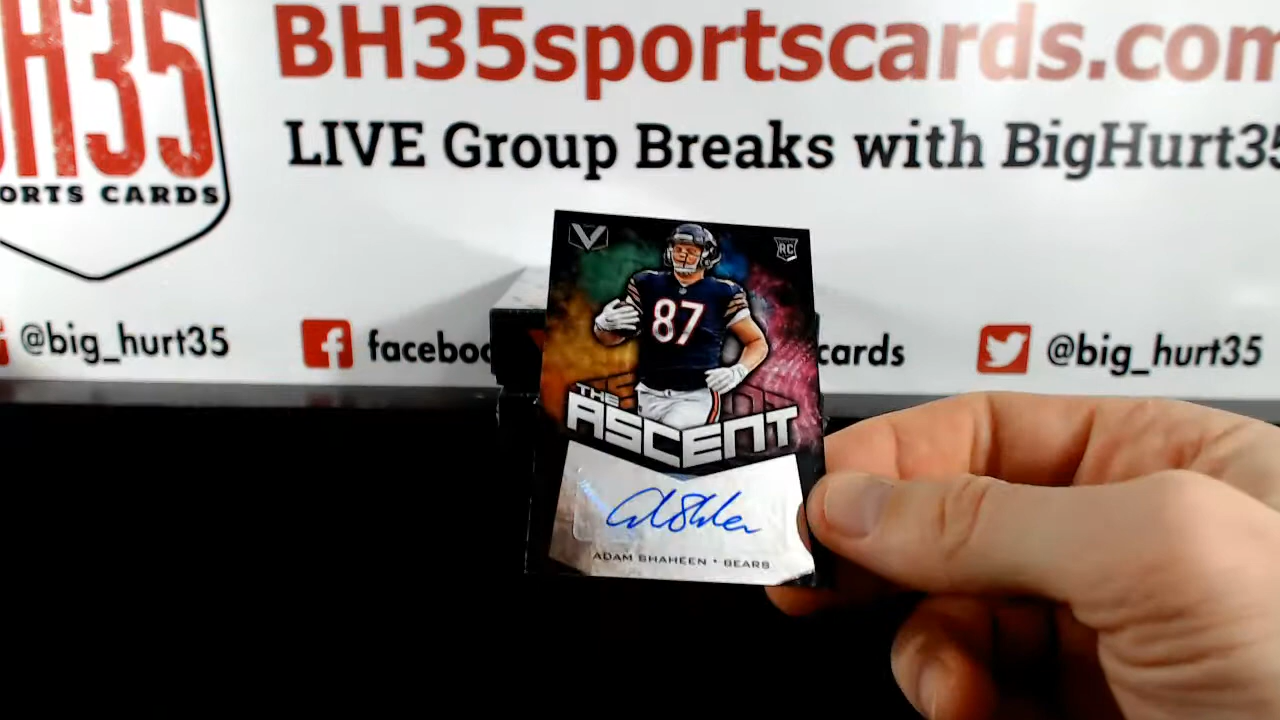 BH35
ORTS CARDS
BH35sportscards.com
LIVE Group Breaks with BigHurt35
@big_hurt35
faceboo
cards
@big_hurt35
V
RC
87
THE
ASCENT
ADAM SHAHEEN • BEARS